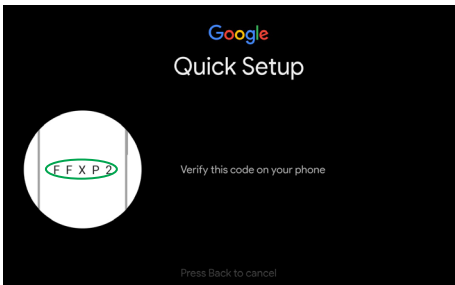 Google
Quick Setup
F F X P 2
Verify this code on your phone
Press Back to cancel